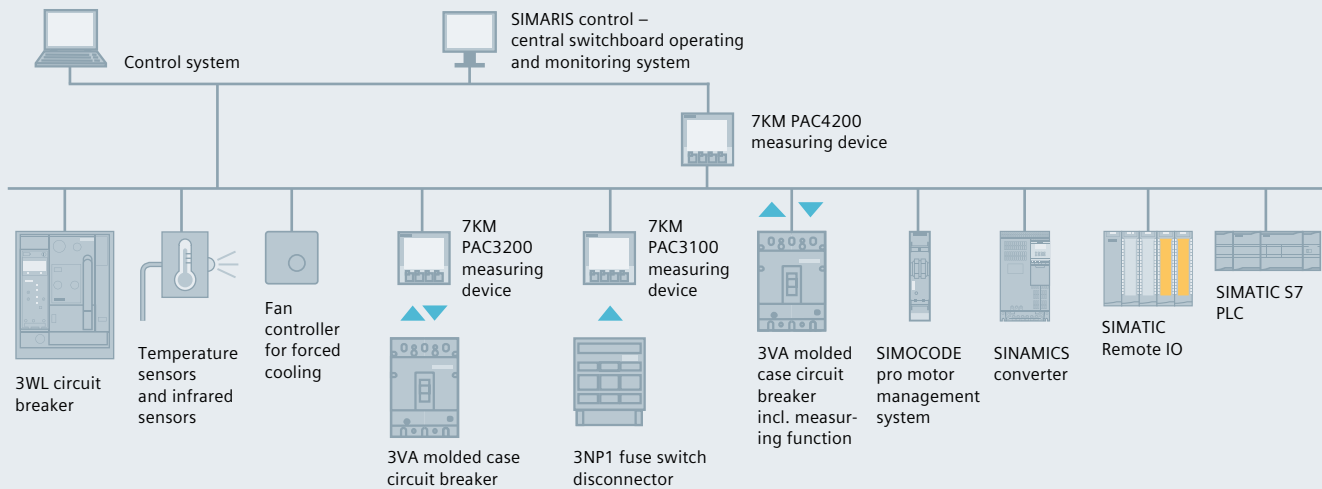 Control system
SIMARIS control –
central switchboard operating
and monitoring system
7KM PAC4200
measuring device
3WL circuit
breaker
Temperature
sensors
and infrared
sensors
Fan
controller
for forced
cooling
7KM
PAC3200
measuring
device
3VA molded case
circuit breaker
7KM
PAC3100
measuring
device
3NP1 fuse switch
disconnector
3VA molded
case circuit
breaker
incl. measur-
ing function
SIMOCODE
pro motor
management
system
SINAMICS
converter
SIMATIC
Remote IO
SIMATIC S7
PLC